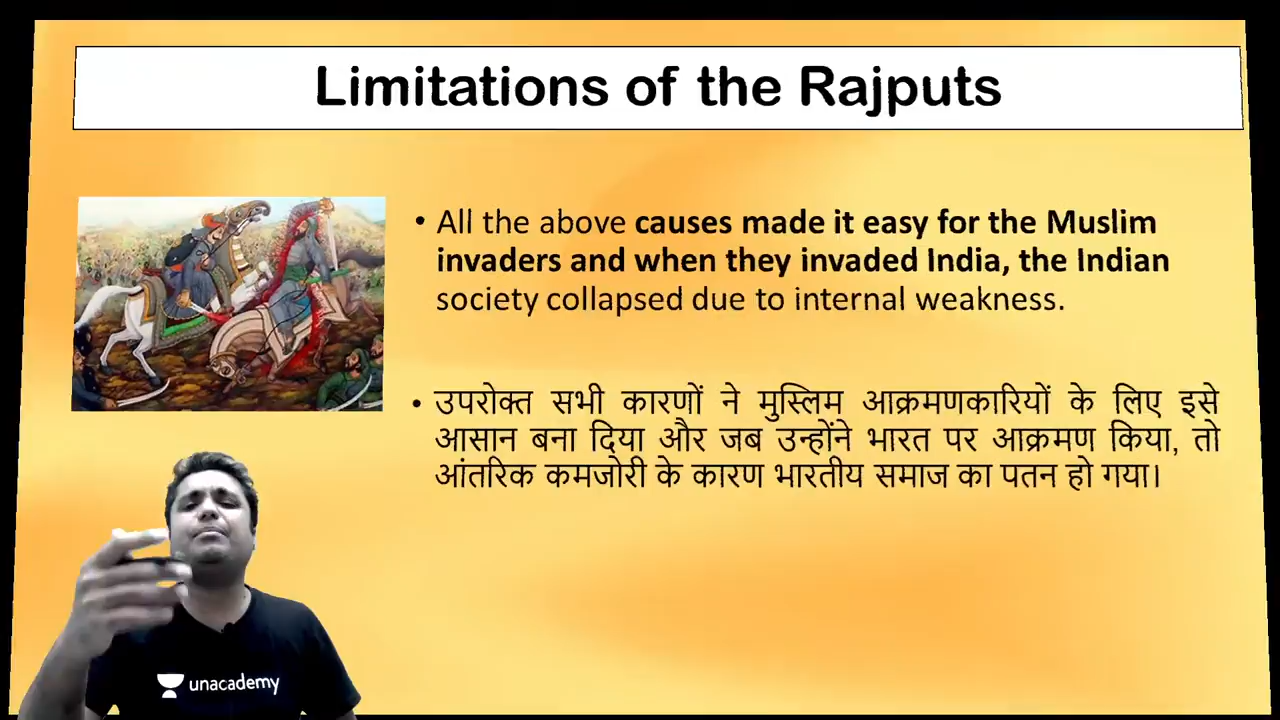 Limitations of the Rajputs
• All the above causes made it easy for the Muslim
invaders and when they invaded India, the Indian
society collapsed due to internal weakness.
• उपरोक्त सभी कारणों ने मुस्लिम आक्रमणकारियों के लिए इसे
आसान बना दिया और जब उन्होंने भारत पर आक्रमण किया, तो
आंतरिक कमजोरी के कारण भारतीय समाज का पतन हो गया।
unacademy